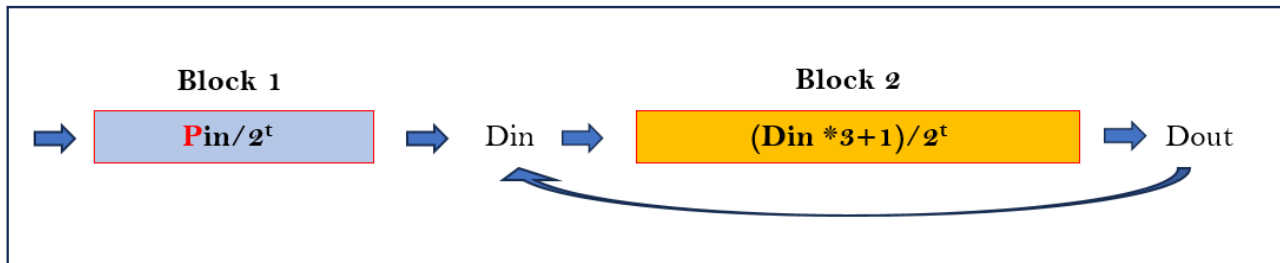 Block 1
Block 2
Pin/2ᵗ
Din
(Din *3+1)/2ᵗ
Dout